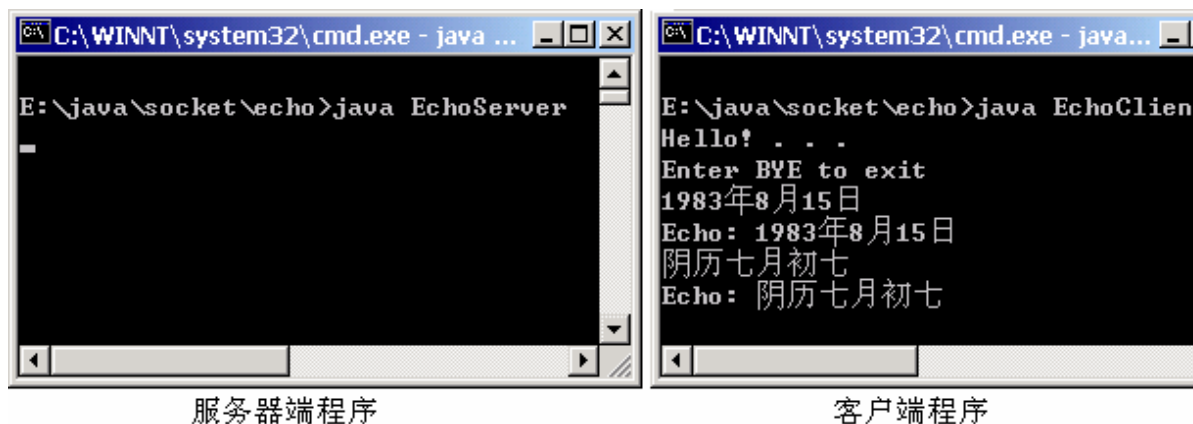 C:\WINNT\system32\cmd.exe - java ...
E:\java\socket\echo>java EchoServer
C:\WINNT\system32\cmd.exe - java...
E:\java\socket\echo>java EchoClien
Hello! . . .
Enter BYE to exit
1983年8月15日
Echo: 1983年8月15日
阴历七月初七
Echo: 阴历七月初七
服务器端程序
客户端程序